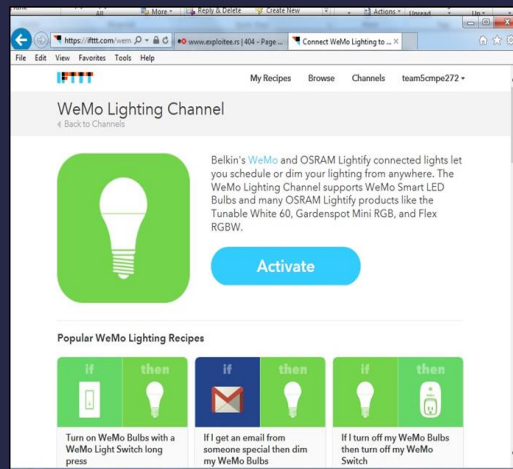 More
Reply & Delete
Create New
Actions
Unread
Up
https://ifttt.com/wem
www.exploitee.rs | 404 - Page ...
Connect WeMo Lighting to ...
File Edit View Favorites Tools Help
IFTTT
My Recipes Browse Channels team5cmpe272
WeMo Lighting Channel
Back to Channels
Belkin's WeMo and OSRAM Lightify connected lights let
you schedule or dim your lighting from anywhere. The
WeMo Lighting Channel supports WeMo Smart LED
Bulbs and many OSRAM Lightify products like the
Tunable White 60, Gardenspot Mini RGB, and Flex
RGBW.
Activate
Popular WeMo Lighting Recipes
if then
if then
if then
Turn on WeMo Bulbs with a
WeMo Light Switch long
press
If I get an email from
someone special then dim
my WeMo Bulbs
If I turn off my WeMo Bulbs
then turn off my WeMo
Switch